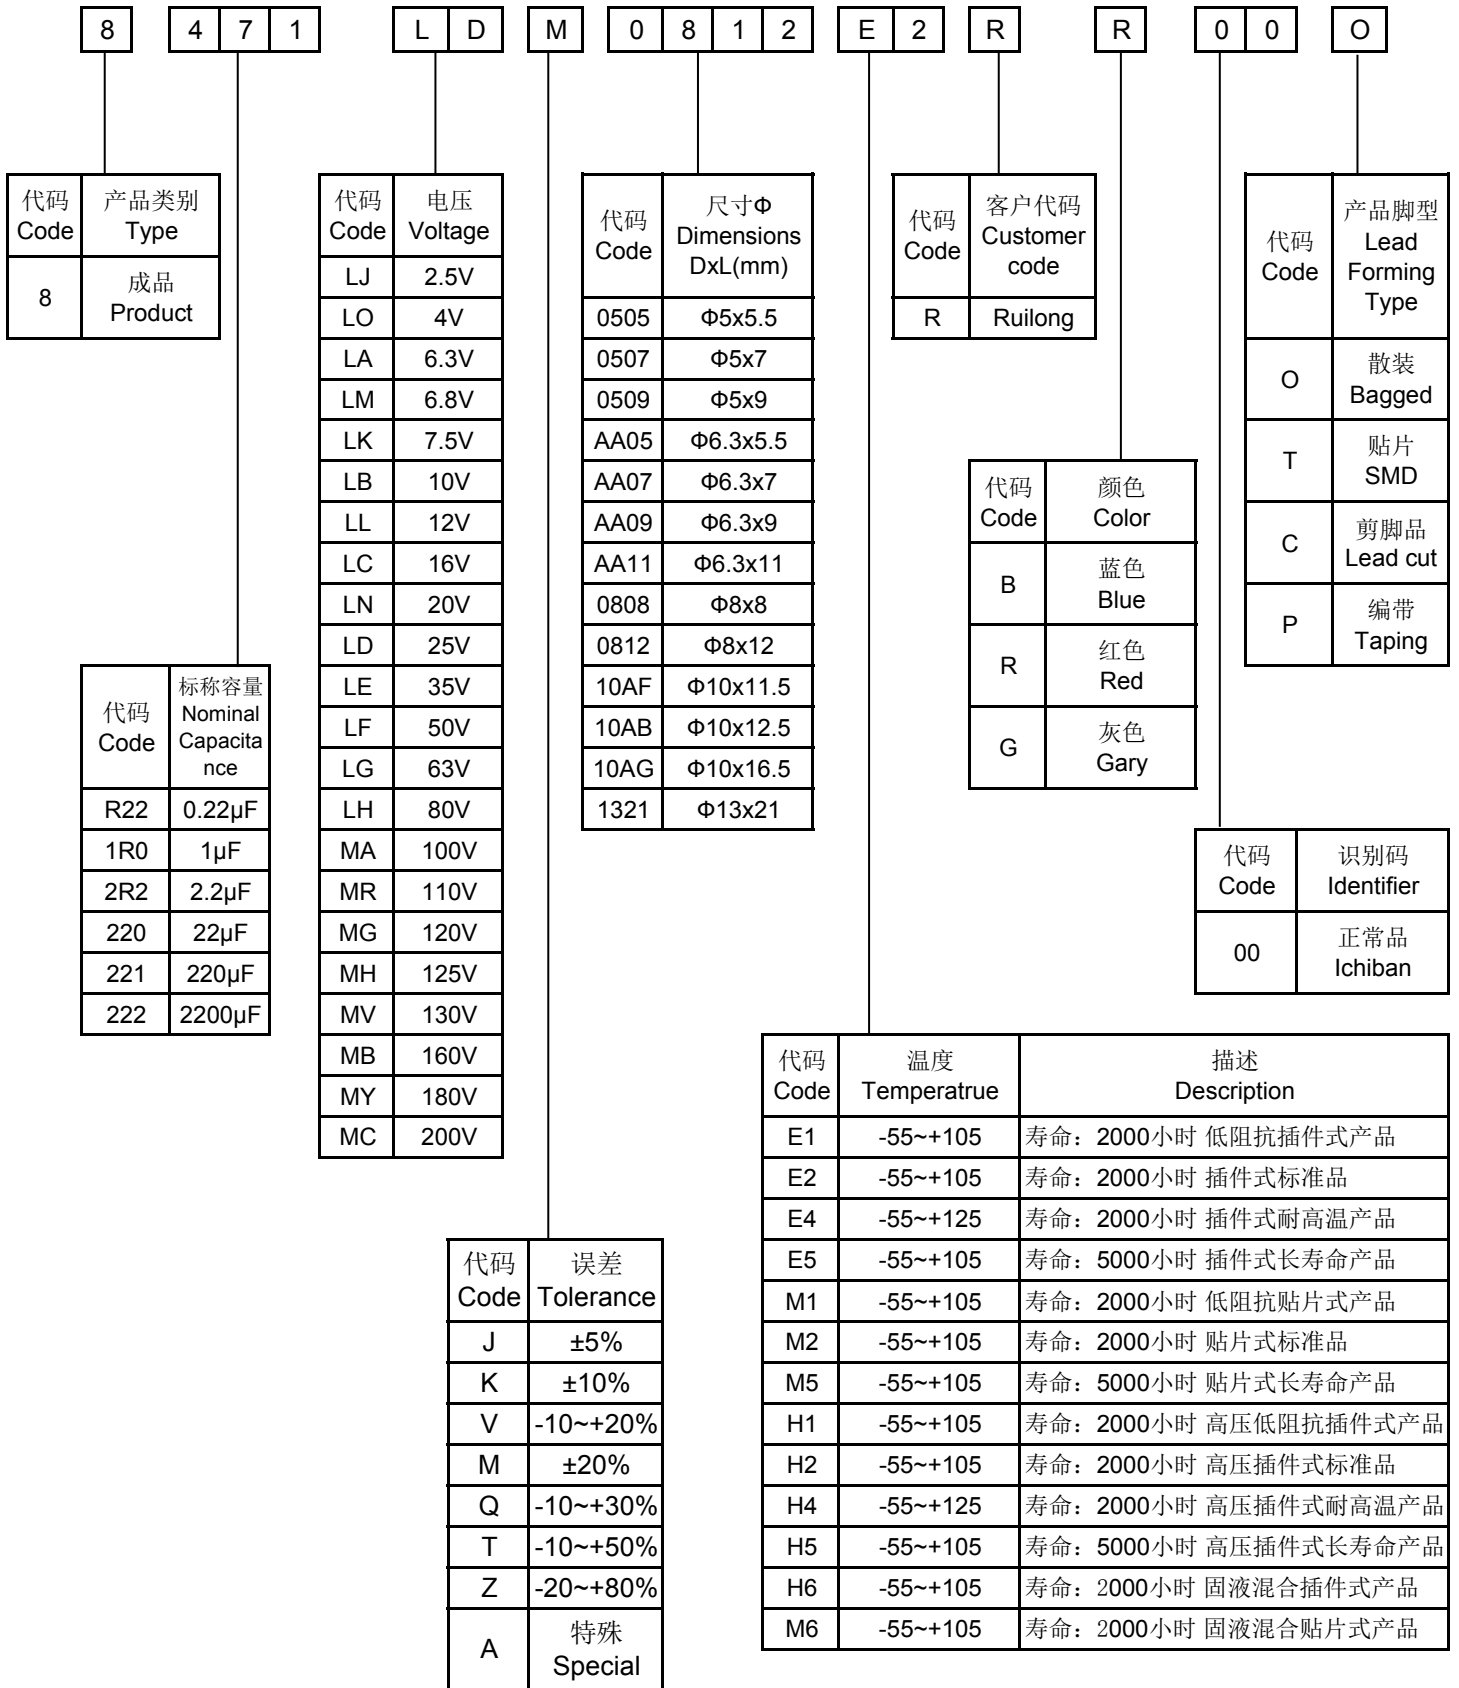 8 4 7 1 L D M 0 8 1 2 E 2 R R 0 0 O
代码 产品类别
Code Type
8 成品
Product
代码 标称容量
Code Nominal
Capacita
nce
R22 0.22μF
1R0 1μF
2R2 2.2μF
220 22μF
221 220μF
222 2200μF
代码 电压
Code Voltage
LJ 2.5V
LO 4V
LA 6.3V
LM 6.8V
LK 7.5V
LB 10V
LL 12V
LC 16V
LN 20V
LD 25V
LE 35V
LF 50V
LG 63V
LH 80V
MA 100V
MR 110V
MG 120V
MH 125V
MV 130V
MB 160V
MY 180V
MC 200V
代码 误差
Code Tolerance
J ±5%
K ±10%
V -10~+20%
M ±20%
Q -10~+30%
T -10~+50%
Z -20~+80%
A 特殊
Special
代码 尺寸Φ
Code Dimensions
DxL(mm)
0505 Φ5x5.5
0507 Φ5x7
0509 Φ5x9
AA05 Φ6.3x5.5
AA07 Φ6.3x7
AA09 Φ6.3x9
AA11 Φ6.3x11
0808 Φ8x8
0812 Φ8x12
10AF Φ10x11.5
10AB Φ10x12.5
10AG Φ10x16.5
1321 Φ13x21
代码 温度 描述
Code Temperatrue Description
E1 -55~+105 寿命：2000小时 低阻抗插件式产品
E2 -55~+105 寿命：2000小时 插件式标准品
E4 -55~+125 寿命：2000小时 插件式耐高温产品
E5 -55~+105 寿命：5000小时 插件式长寿命产品
M1 -55~+105 寿命：2000小时 低阻抗贴片式产品
M2 -55~+105 寿命：2000小时 贴片式标准品
M5 -55~+105 寿命：5000小时 贴片式长寿命产品
H1 -55~+105 寿命：2000小时 高压低阻抗插件式产品
H2 -55~+105 寿命：2000小时 高压插件式标准品
H4 -55~+125 寿命：2000小时 高压插件式耐高温产品
H5 -55~+105 寿命：5000小时 高压插件式长寿命产品
H6 -55~+105 寿命：2000小时 固液混合插件式产品
M6 -55~+105 寿命：2000小时 固液混合贴片式产品
代码 客户代码
Code Customer
code
R Ruilong
代码 颜色
Code Color
B 蓝色
Blue
R 红色
Red
G 灰色
Gary
代码 识别码
Code Identifier
00 正常品
Ichiban
代码 产品脚型
Code Lead
Forming
Type
O 散装
Bagged
T 贴片
SMD
C 剪脚品
Lead cut
P 编带
Taping